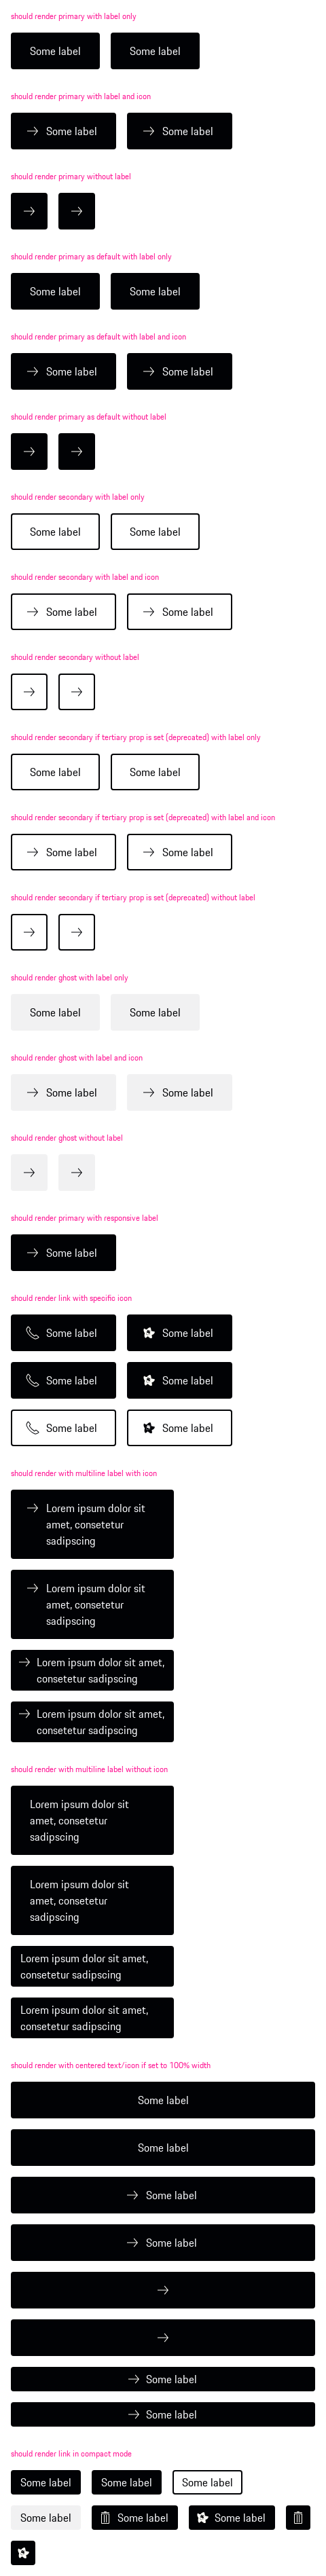 should render primary with label only
Some label Some label
should render primary with label and icon
Some label Some label
should render primary without label
should render primary as default with label only
Some label Some label
should render primary as default with label and icon
Some label Some label
should render primary as default without label
should render secondary with label only
Some label Some label
should render secondary with label and icon
Some label Some label
should render secondary without label
should render secondary if tertiary prop is set (deprecated) with label only
Some label Some label
should render secondary if tertiary prop is set (deprecated) with label and icon
Some label Some label
should render secondary if tertiary prop is set (deprecated) without label
should render ghost with label only
Some label Some label
should render ghost with label and icon
Some label Some label
should render ghost without label
should render primary with responsive label
Some label
should render link with specific icon
Some label Some label
Some label Some label
Some label Some label
should render with multiline label with icon
Lorem ipsum dolor sit
amet, consetetur
sadipscing
Lorem ipsum dolor sit
amet, consetetur
sadipscing
Lorem ipsum dolor sit amet,
consetetur sadipscing
Lorem ipsum dolor sit amet,
consetetur sadipscing
should render with multiline label without icon
Lorem ipsum dolor sit
amet, consetetur
sadipscing
Lorem ipsum dolor sit
amet, consetetur
sadipscing
Lorem ipsum dolor sit amet,
consetetur sadipscing
Lorem ipsum dolor sit amet,
consetetur sadipscing
should render with centered text/icon if set to 100% width
Some label
Some label
Some label
Some label
Some label
Some label
should render link in compact mode
Some label Some label Some label
Some label Some label Some label